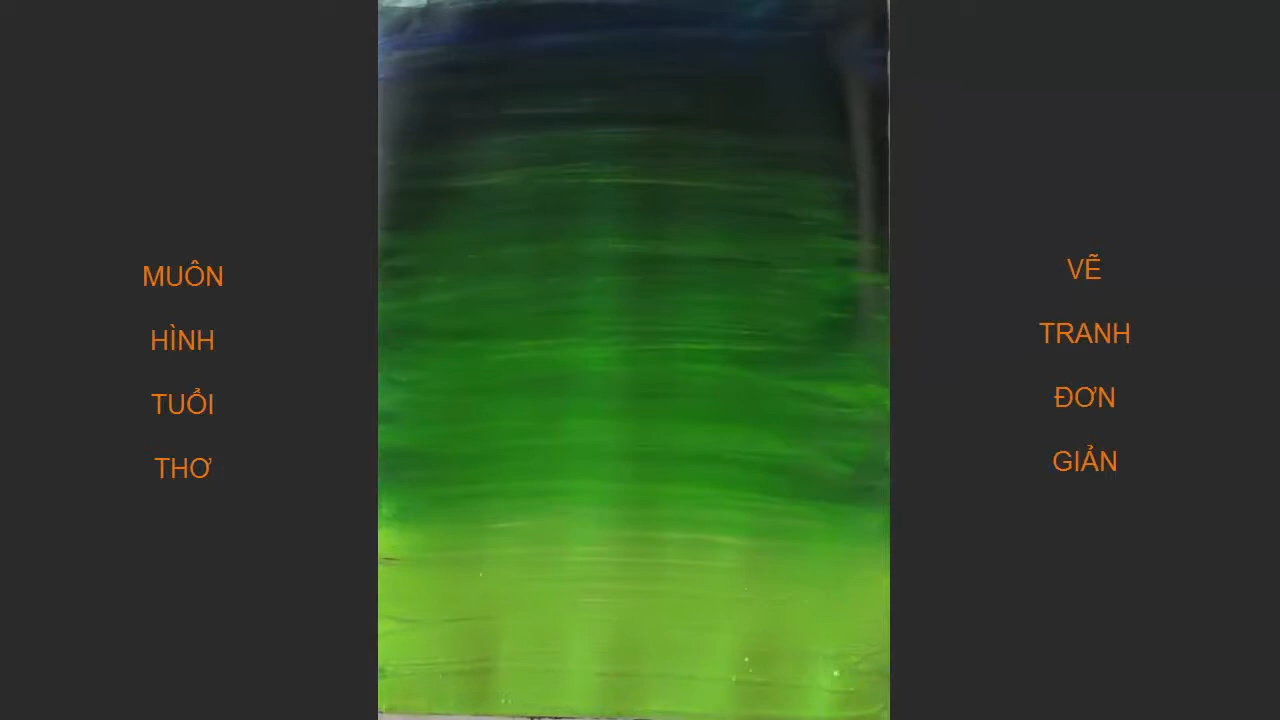 MUÔN
HÌNH
TUỔI
THƠ
VẼ
TRANH
ĐƠN
GIẢN